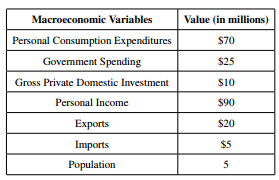 Macroeconomic Variables Value (in millions)
Personal Consumption Expenditures $70
Government Spending $25
Gross Private Domestic Investment $10
Personal Income $90
Exports $20
Imports $5
Population 5